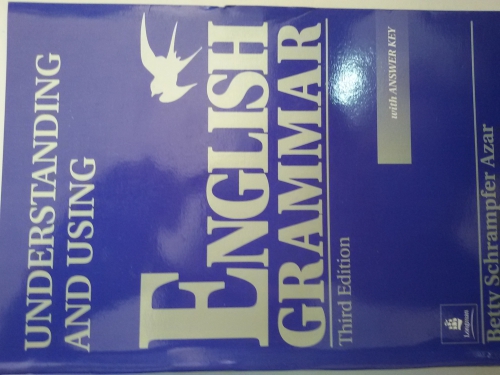 UNDERSTANDING
AND USING
ENGLISH
GRAMMAR
Third Edition
with ANSWER KEY
Longman
Betty Schrampfer Azar